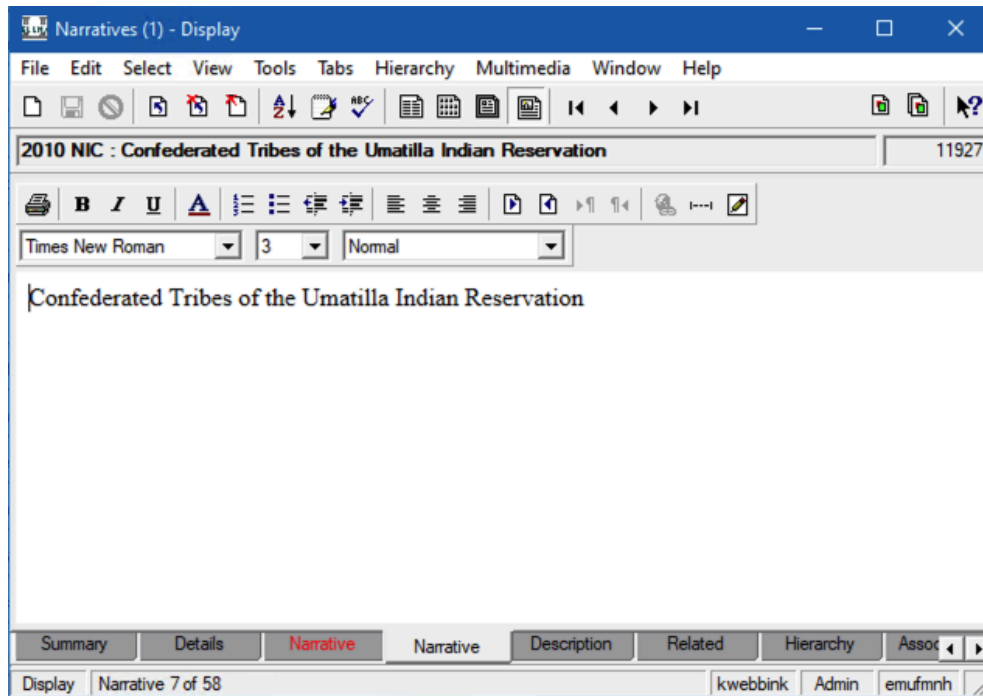 Narratives (1) - Display
File Edit Select View Tools Tabs Hierarchy Multimedia Window Help
2010 NIC : Confederated Tribes of the Umatilla Indian Reservation 11927
B I U A
Times New Roman 3 Normal
Confederated Tribes of the Umatilla Indian Reservation
Summary Details Narrative Narrative Description Related Hierarchy Assoc
Display Narrative 7 of 58 kwebbink Admin emufmnh